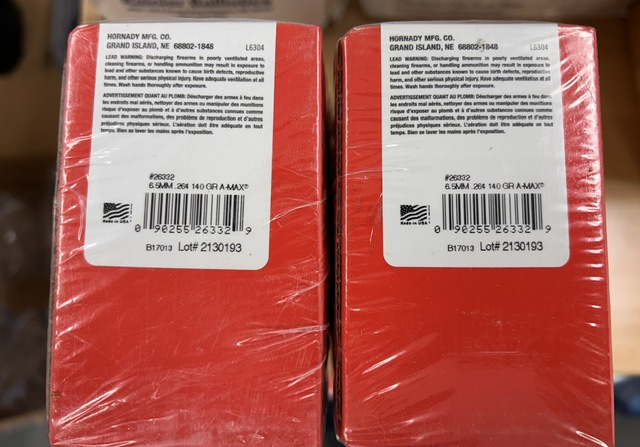 HORNADY MFG. CO.
GRAND ISLAND, NE 68802-1848 L6304
LEAD WARNING: Discharging firearms in poorly ventilated areas,
cleaning firearms, or handling ammunition may result in exposure to
lead and other substances known to cause birth defects, reproductive
harm, and other serious physical injury. Have adequate ventilation at all
times. Wash hands thoroughly after exposure.
ADVERTISSEMENT QUANT AU PLOMB: Décharger des armes à feu dans
les endroits mal aérés, nettoyer des armes ou manipuler des munitions
risque d'exposer au plomb et à d'autres substances connues comme
causant des malformations, des problèmes de reproduction et d'autres
préjudices physiques sérieux. L'aération doit être adéquate en tout
temps. Bien se laver les mains après l'exposition.
#26332
6.5MM .264 140 GR A-MAX®
Made in USA
0 90255 26332 9
B17013 Lot# 2130193
HORNADY MFG. CO.
GRAND ISLAND, NE 68802-1848 L6304
LEAD WARNING: Discharging firearms in poorly ventilated areas,
cleaning firearms, or handling ammunition may result in exposure to
lead and other substances known to cause birth defects, reproductive
harm, and other serious physical injury. Have adequate ventilation at all
times. Wash hands thoroughly after exposure.
ADVERTISSEMENT QUANT AU PLOMB: Décharger des armes à feu dans
les endroits mal aérés, nettoyer des armes ou manipuler des munitions
risque d'exposer au plomb et à d'autres substances connues comme
causant des malformations, des problèmes de reproduction et d'autres
préjudices physiques sérieux. L'aération doit être adéquate en tout
temps. Bien se laver les mains après l'exposition.
#26332
6.5MM .264 140 GR A-MAX®
Made in USA
0 90255 26332 9
B17013 Lot# 2130193